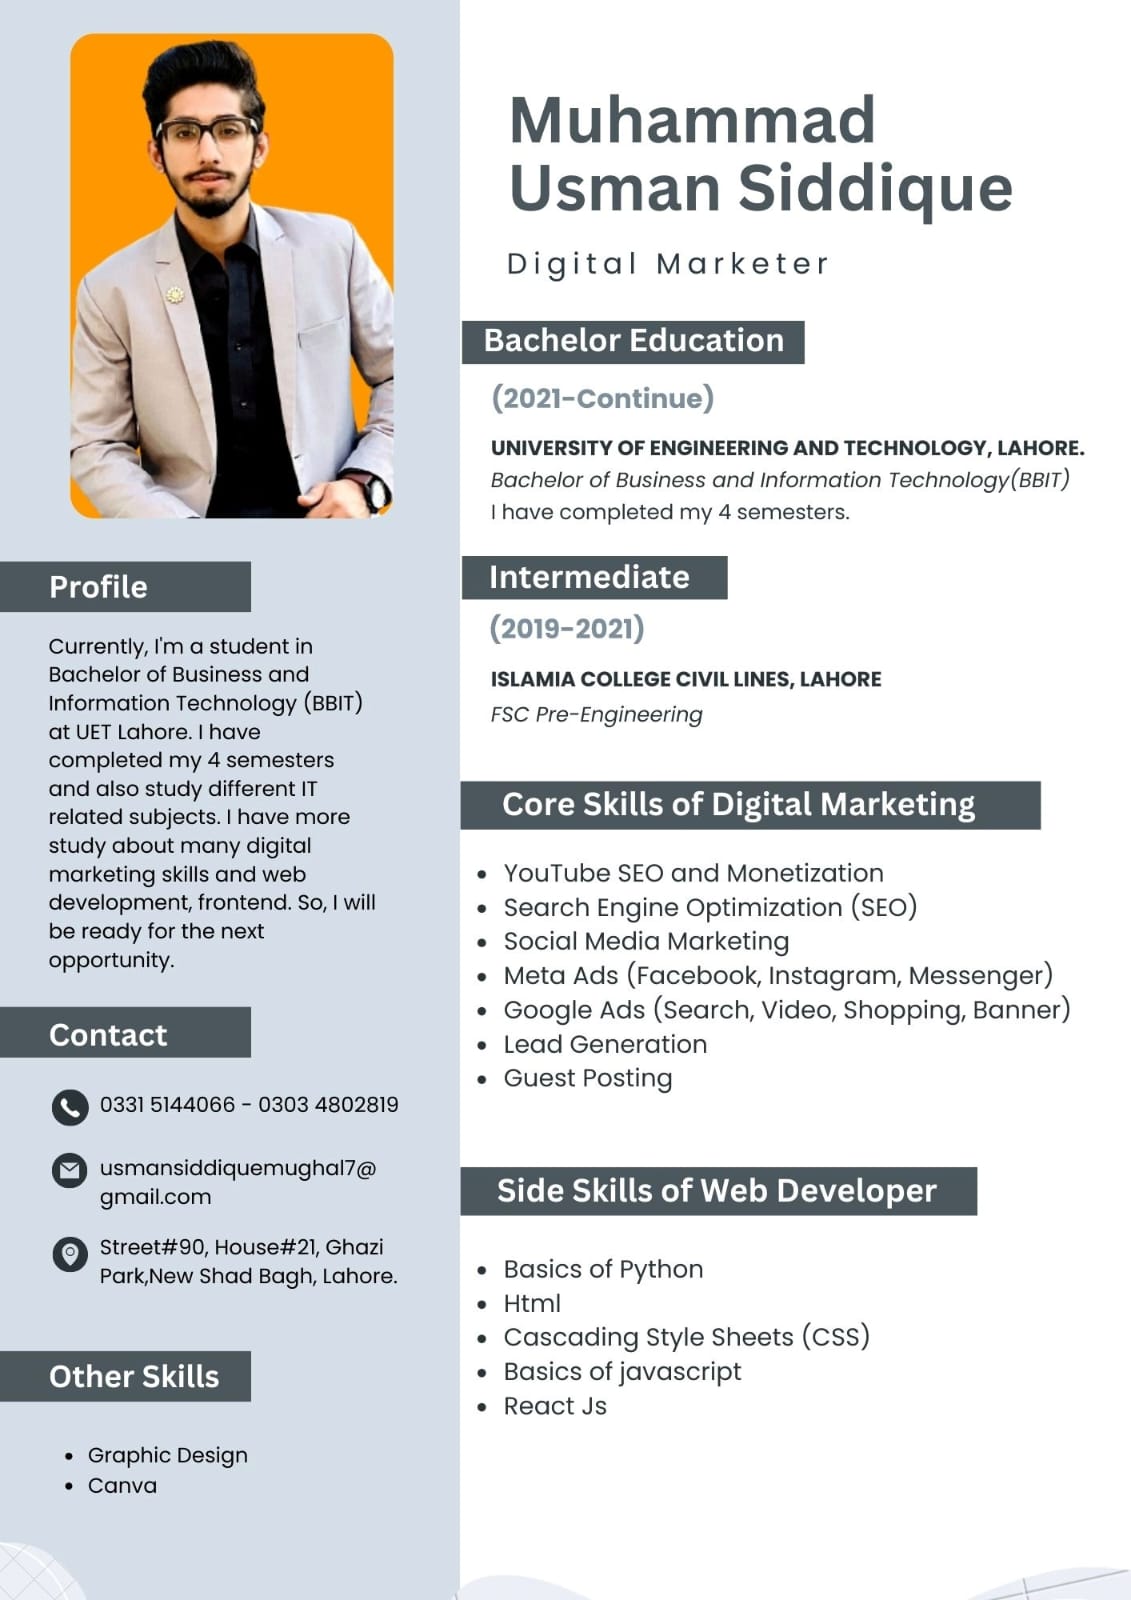 Muhammad
Usman Siddique
Digital Marketer
Bachelor Education
(2021-Continue)
UNIVERSITY OF ENGINEERING AND TECHNOLOGY, LAHORE.
Bachelor of Business and Information Technology(BBIT)
I have completed my 4 semesters.
Intermediate
(2019-2021)
ISLAMIA COLLEGE CIVIL LINES, LAHORE
FSC Pre-Engineering
Core Skills of Digital Marketing
• YouTube SEO and Monetization
• Search Engine Optimization (SEO)
• Social Media Marketing
• Meta Ads (Facebook, Instagram, Messenger)
• Google Ads (Search, Video, Shopping, Banner)
• Lead Generation
• Guest Posting
Side Skills of Web Developer
• Basics of Python
• Html
• Cascading Style Sheets (CSS)
• Basics of javascript
• React Js
Profile
Currently, I'm a student in
Bachelor of Business and
Information Technology (BBIT)
at UET Lahore. I have
completed my 4 semesters
and also study different IT
related subjects. I have more
study about many digital
marketing skills and web
development, frontend. So, I will
be ready for the next
opportunity.
Contact
0331 5144066 - 0303 4802819
usmansiddiquemughal7@
gmail.com
Street#90, House#21, Ghazi
Park,New Shad Bagh, Lahore.
Other Skills
• Graphic Design
• Canva